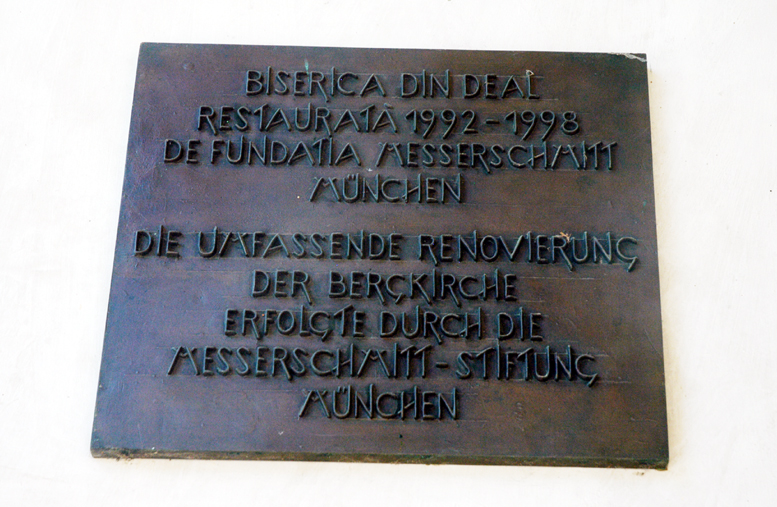 BISERICA DIN DEAL
RESTAURATĂ 1992-1998
DE FUNDATIA MESSERSCHMITT
MÜNCHEN
DIE UMFASSENDE RENOVIERUNG
DER BERGKIRCHE
ERFOLGTE DURCH DIE
MESSERSCHMITT-STIFTUNG
MÜNCHEN